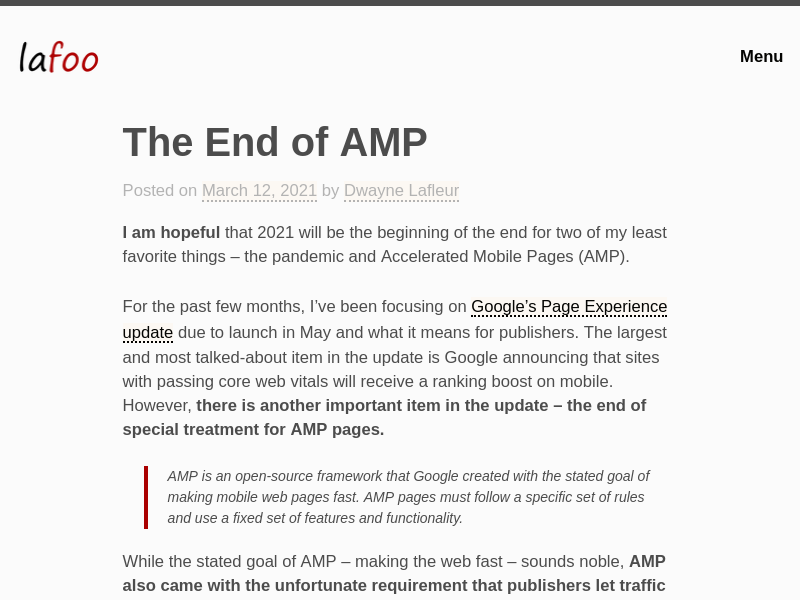 lafoo
Menu
The End of AMP
Posted on March 12, 2021 by Dwayne Lafleur
I am hopeful that 2021 will be the beginning of the end for two of my least
favorite things – the pandemic and Accelerated Mobile Pages (AMP).
For the past few months, I’ve been focusing on Google’s Page Experience
update due to launch in May and what it means for publishers. The largest
and most talked-about item in the update is Google announcing that sites
with passing core web vitals will receive a ranking boost on mobile.
However, there is another important item in the update – the end of
special treatment for AMP pages.
AMP is an open-source framework that Google created with the stated goal of
making mobile web pages fast. AMP pages must follow a specific set of rules
and use a fixed set of features and functionality.
While the stated goal of AMP – making the web fast – sounds noble, AMP
also came with the unfortunate requirement that publishers let traffic